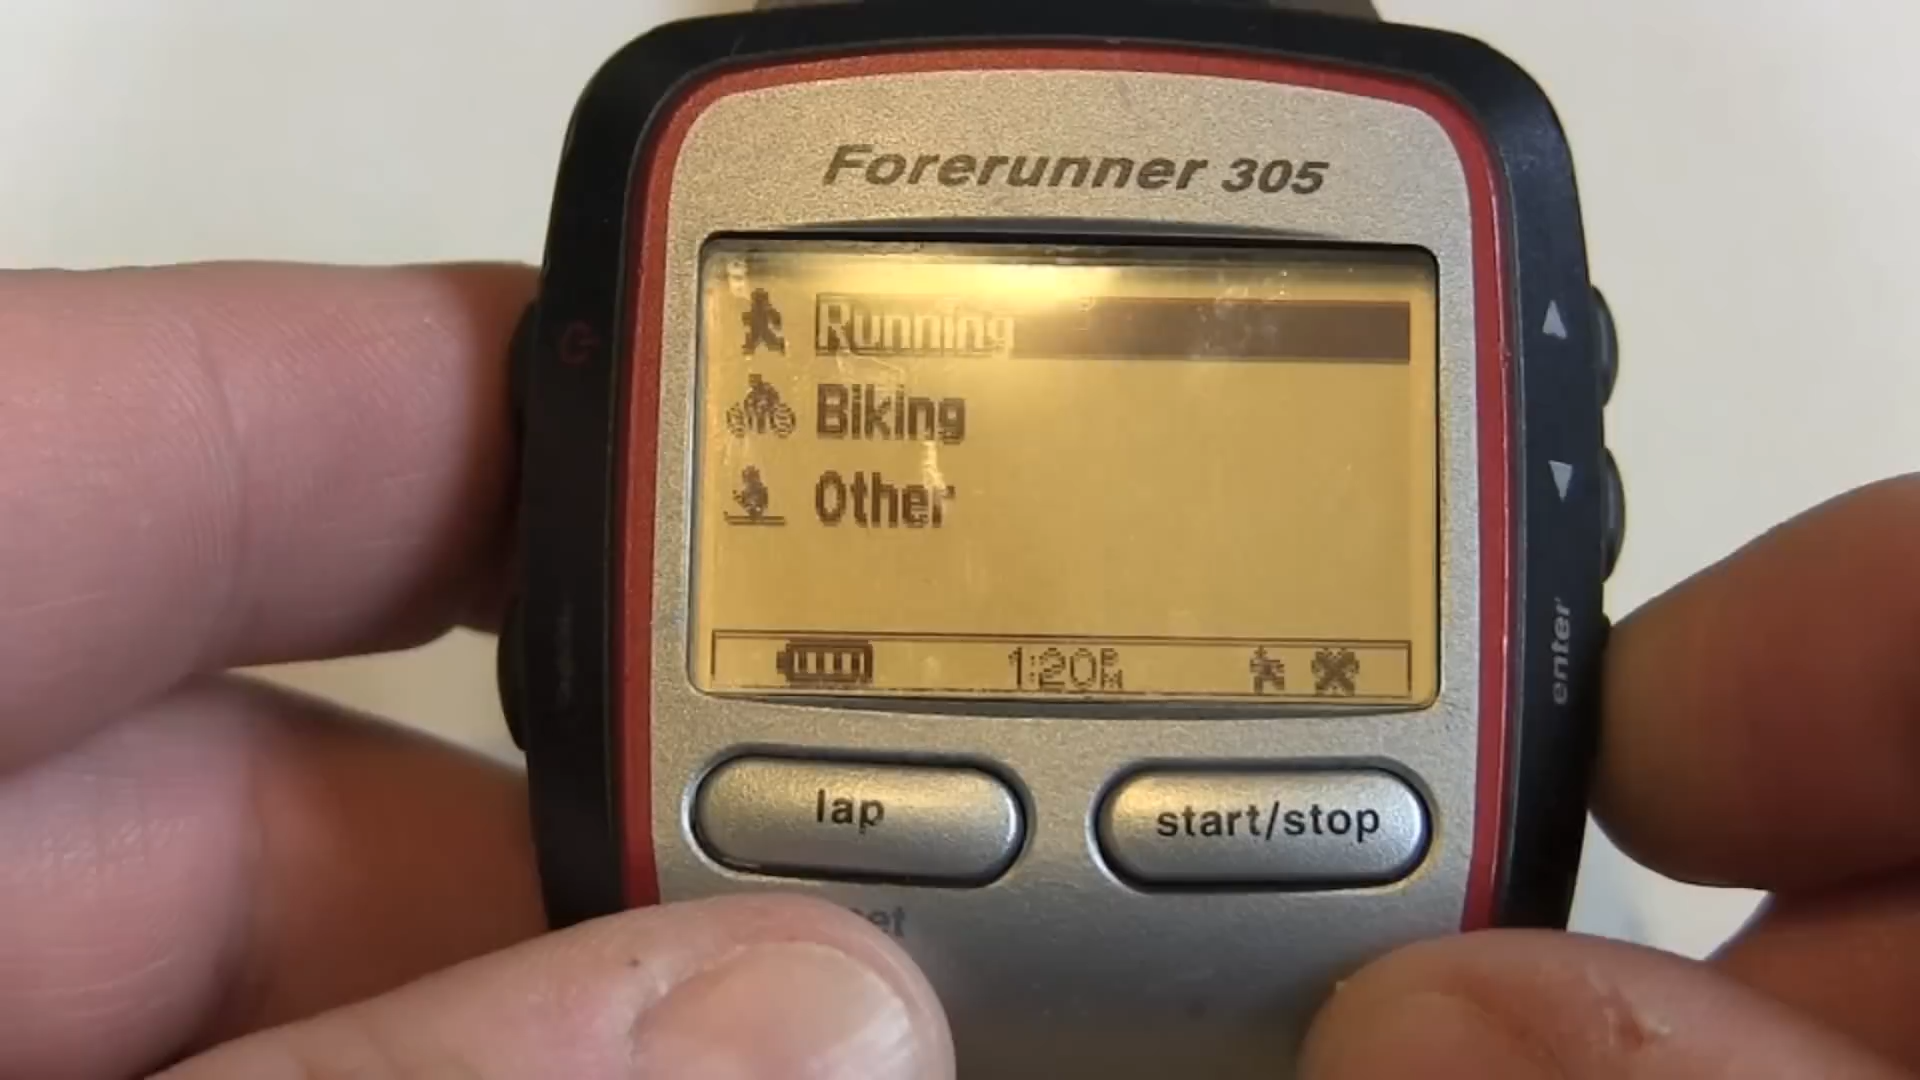 Forerunner 305
Running
Biking
Other
1:20PM
lap
start/stop
enter